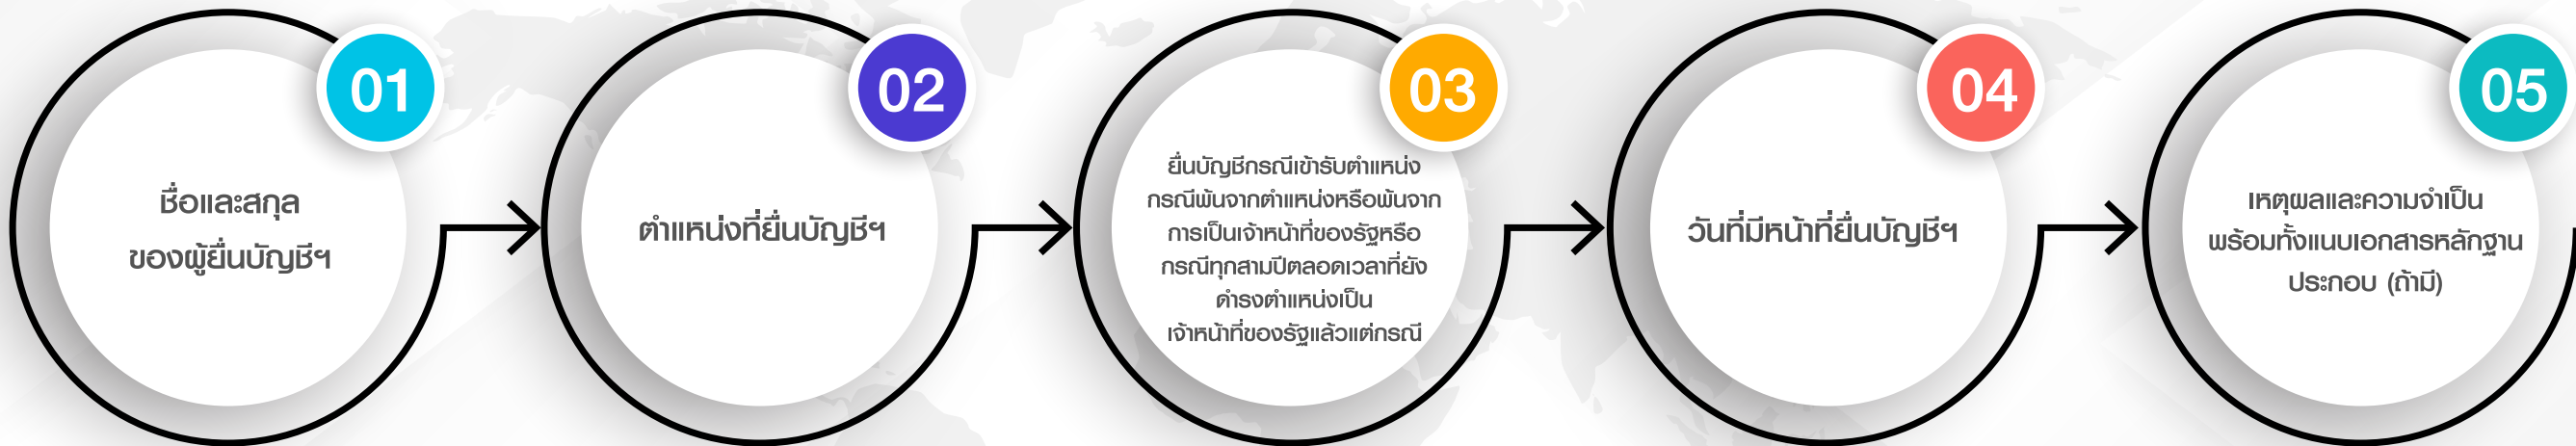 01
ชื่อและสกุล
ของผู้ยื่นบัญชีฯ
02
ตำแหน่งที่ยื่นบัญชีฯ
03
ยื่นบัญชีกรณีเข้ารับตำแหน่ง
กรณีพ้นจากตำแหน่งหรือพ้นจาก
การเป็นเจ้าหน้าที่ของรัฐหรือ
กรณีทุกสามปีตลอดเวลาที่ยัง
ดำรงตำแหน่งเป็น
เจ้าหน้าที่ของรัฐแล้วแต่กรณี
04
วันที่มีหน้าที่ยื่นบัญชีฯ
05
เหตุผลและความจำเป็น
พร้อมทั้งแนบเอกสารหลักฐาน
ประกอบ (ถ้ามี)